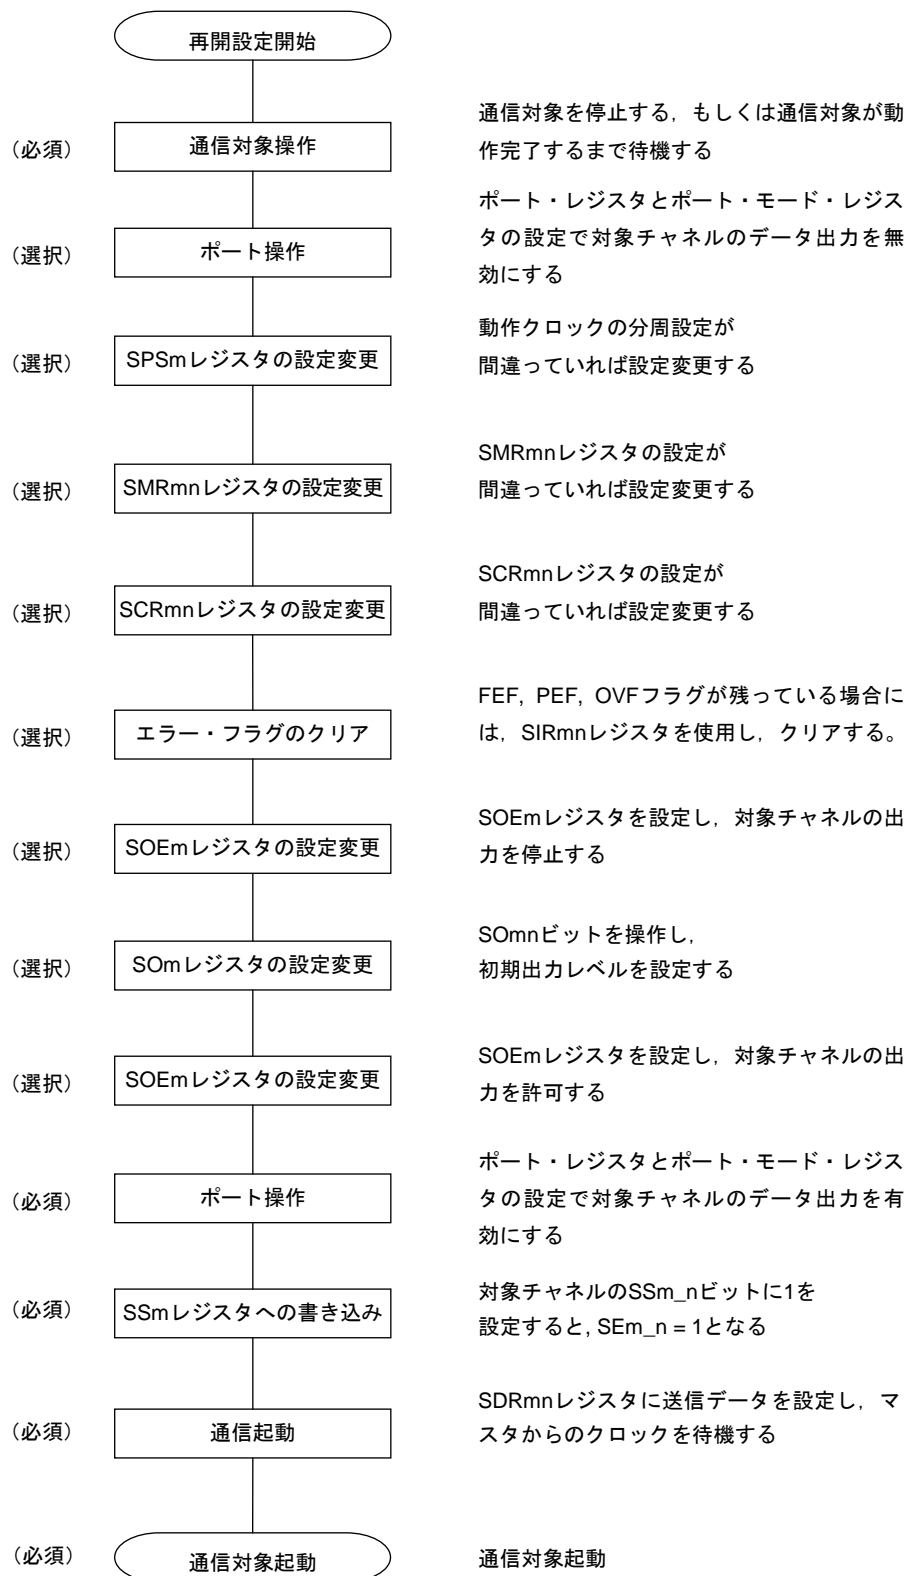 再開設定開始
通信対象を停止する，もしくは通信対象が動
（必須）
通信対象操作
作完了するまで待機する
ポート・レジスタとポート・モード・レジス
（選択）
ポート操作
タの設定で対象チャネルのデータ出力を無
効にする
動作クロックの分周設定が
（選択）
SPSmレジスタの設定変更
間違っていれば設定変更する
SMRmnレジスタの設定が
（選択）
SMRmnレジスタの設定変更
間違っていれば設定変更する
SCRmnレジスタの設定が
（選択）
SCRmnレジスタの設定変更
間違っていれば設定変更する
FEF, PEF, OVFフラグが残っている場合に
（選択）
エラー・フラグのクリア
は，SIRmnレジスタを使用し，クリアする。
SOEmレジスタを設定し，対象チャネルの出
（選択）
SOEmレジスタの設定変更
力を停止する
SOmnビットを操作し，
（選択）
SOmレジスタの設定変更
初期出力レベルを設定する
SOEmレジスタを設定し，対象チャネルの出
（選択）
SOEmレジスタの設定変更
力を許可する
ポート・レジスタとポート・モード・レジス
（必須）
ポート操作
タの設定で対象チャネルのデータ出力を有
効にする
対象チャネルのSSm_nビットに1を
（必須）
SSmレジスタへの書き込み
設定すると, SEm_n = 1となる
SDRmnレジスタに送信データを設定し，マ
（必須）
通信起動
スタからのクロックを待機する
（必須）
通信対象起動
通信対象起動